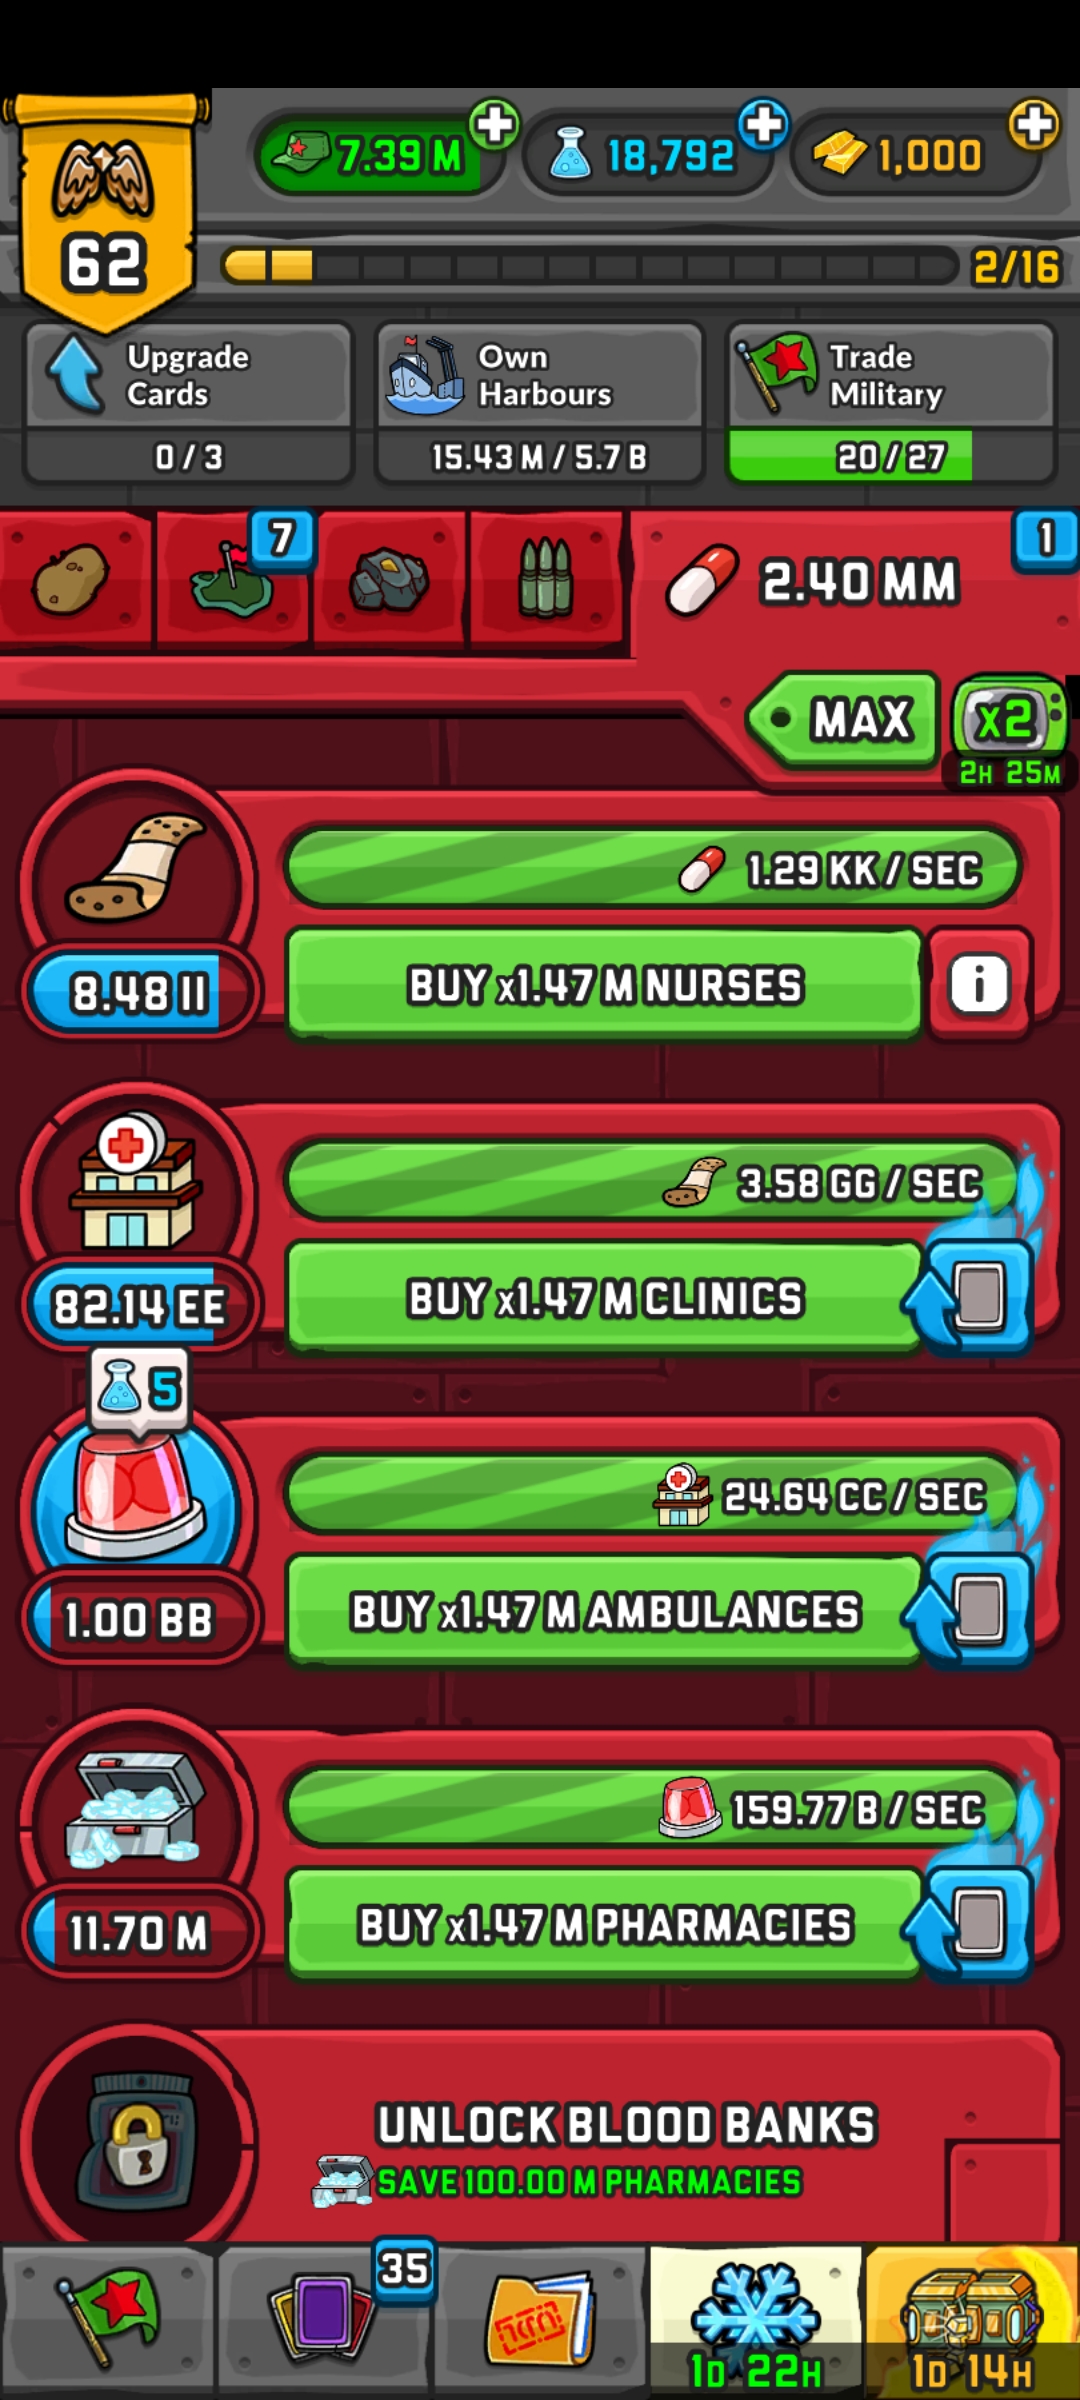 62
7.39 M
18,792
1,000
2/16
Upgrade
Cards
0 / 3
Own
Harbours
15.43 M / 5.7 B
Trade
Military
20 / 27
7
2.40 MM
1
MAX
x2
2H 25M
1.29 KK / SEC
8.48 II
BUY x1.47 M NURSES
i
3.58 GG / SEC
82.14 EE
BUY x1.47 M CLINICS
5
24.64 CC / SEC
1.00 BB
BUY x1.47 M AMBULANCES
159.77 B / SEC
11.70 M
BUY x1.47 M PHARMACIES
UNLOCK BLOOD BANKS
SAVE 100.00 M PHARMACIES
35
1D 22H
1D 14H